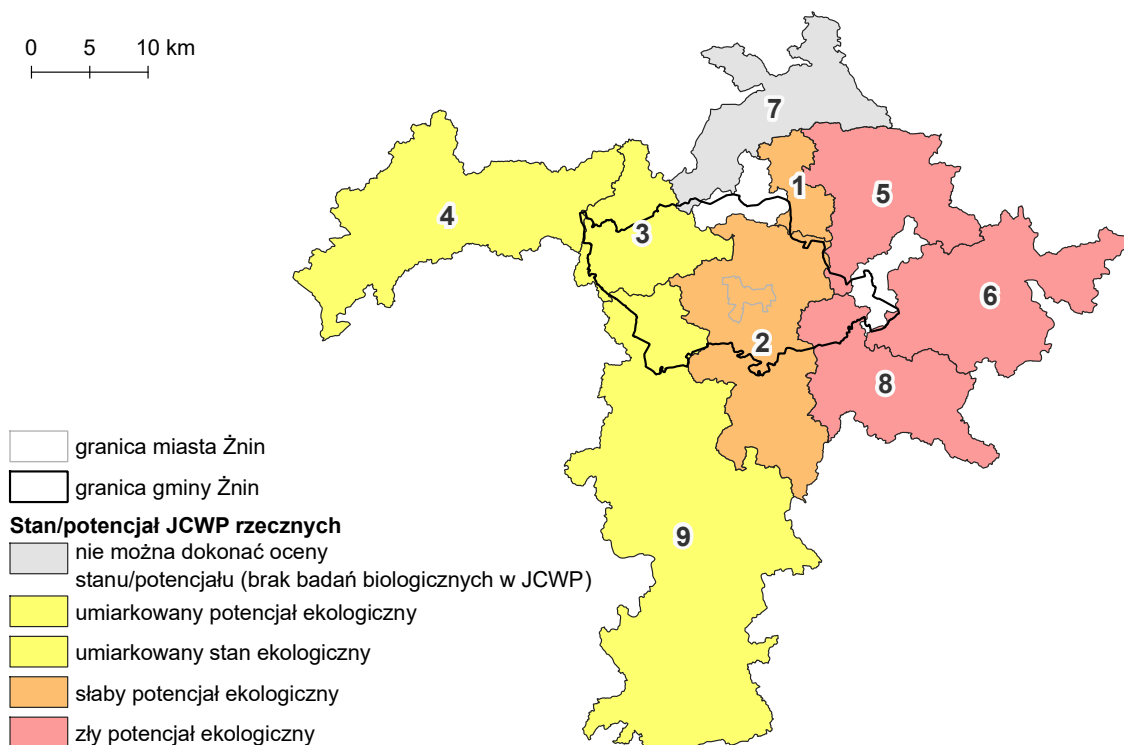 0 5 10 km
7
1
4
5
3
6
2
8
9
granica miasta Żnin
granica gminy Żnin
Stan/potencjał JCWP rzecznych
nie można dokonać oceny
stanu/potencjału (brak badań biologicznych w JCWP)
umiarkowany potencjał ekologiczny
umiarkowany stan ekologiczny
słaby potencjał ekologiczny
zły potencjał ekologiczny